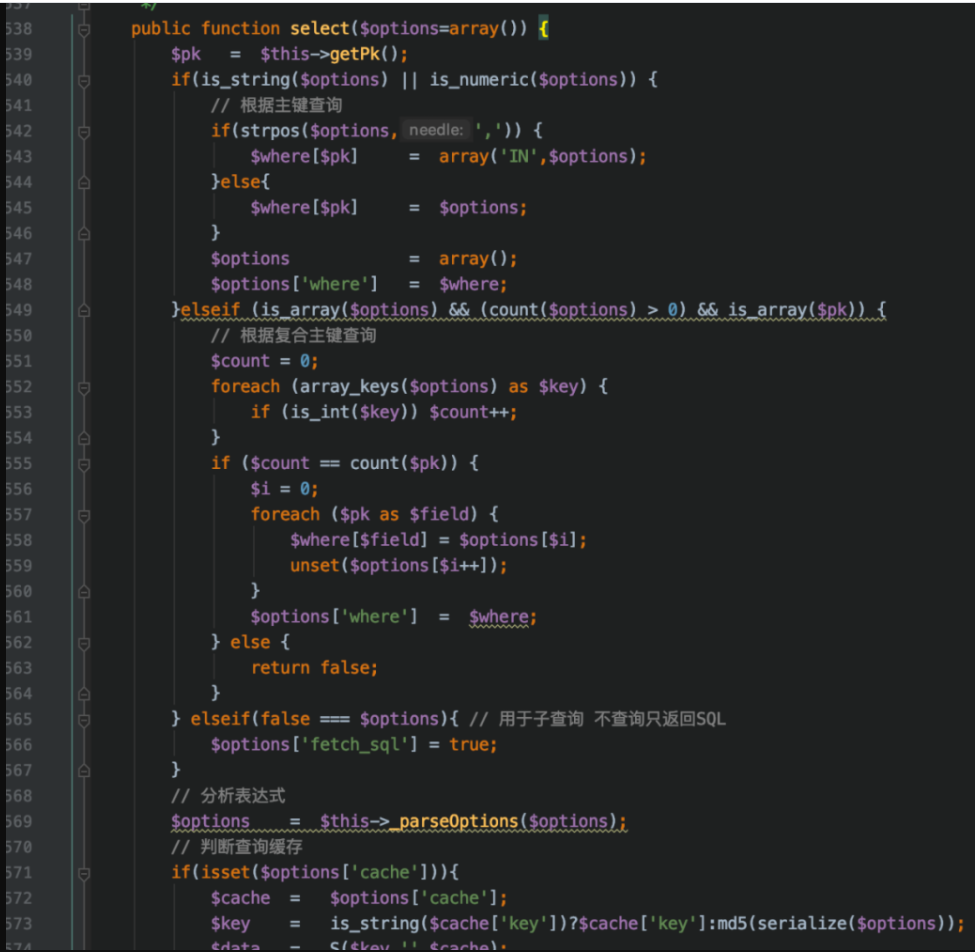 537 */
538 public function select($options=array()) {
539 $pk = $this->getPk();
540 if(is_string($options) || is_numeric($options)) {
541 // 根据主键查询
542 if(strpos($options, needle: ',')) {
543 $where[$pk] = array('IN',$options);
544 }else{
545 $where[$pk] = $options;
546 }
547 $options = array();
548 $options['where'] = $where;
549 }elseif (is_array($options) && (count($options) > 0) && is_array($pk)) {
550 // 根据复合主键查询
551 $count = 0;
552 foreach (array_keys($options) as $key) {
553 if (is_int($key)) $count++;
554 }
555 if ($count == count($pk)) {
556 $i = 0;
557 foreach ($pk as $field) {
558 $where[$field] = $options[$i];
559 unset($options[$i++]);
560 }
561 $options['where'] = $where;
562 } else {
563 return false;
564 }
565 } elseif(false === $options){ // 用于子查询 不查询只返回SQL
566 $options['fetch_sql'] = true;
567 }
568 // 分析表达式
569 $options = $this->_parseOptions($options);
570 // 判断查询缓存
571 if(isset($options['cache'])){
572 $cache = $options['cache'];
573 $key = is_string($cache['key'])?$cache['key']:md5(serialize($options));
574 $data = S($key,'',$cache);